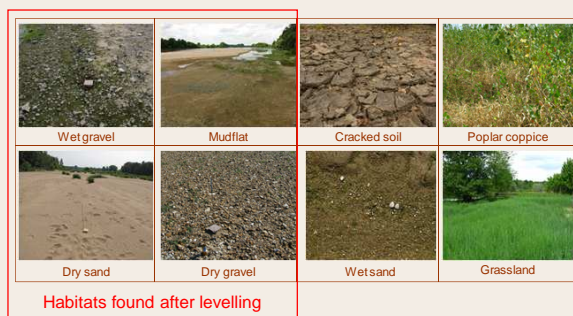 Wet gravel
Mudflat
Cracked soil
Poplar coppice
Dry sand
Dry gravel
Wet sand
Grassland
Habitats found after levelling